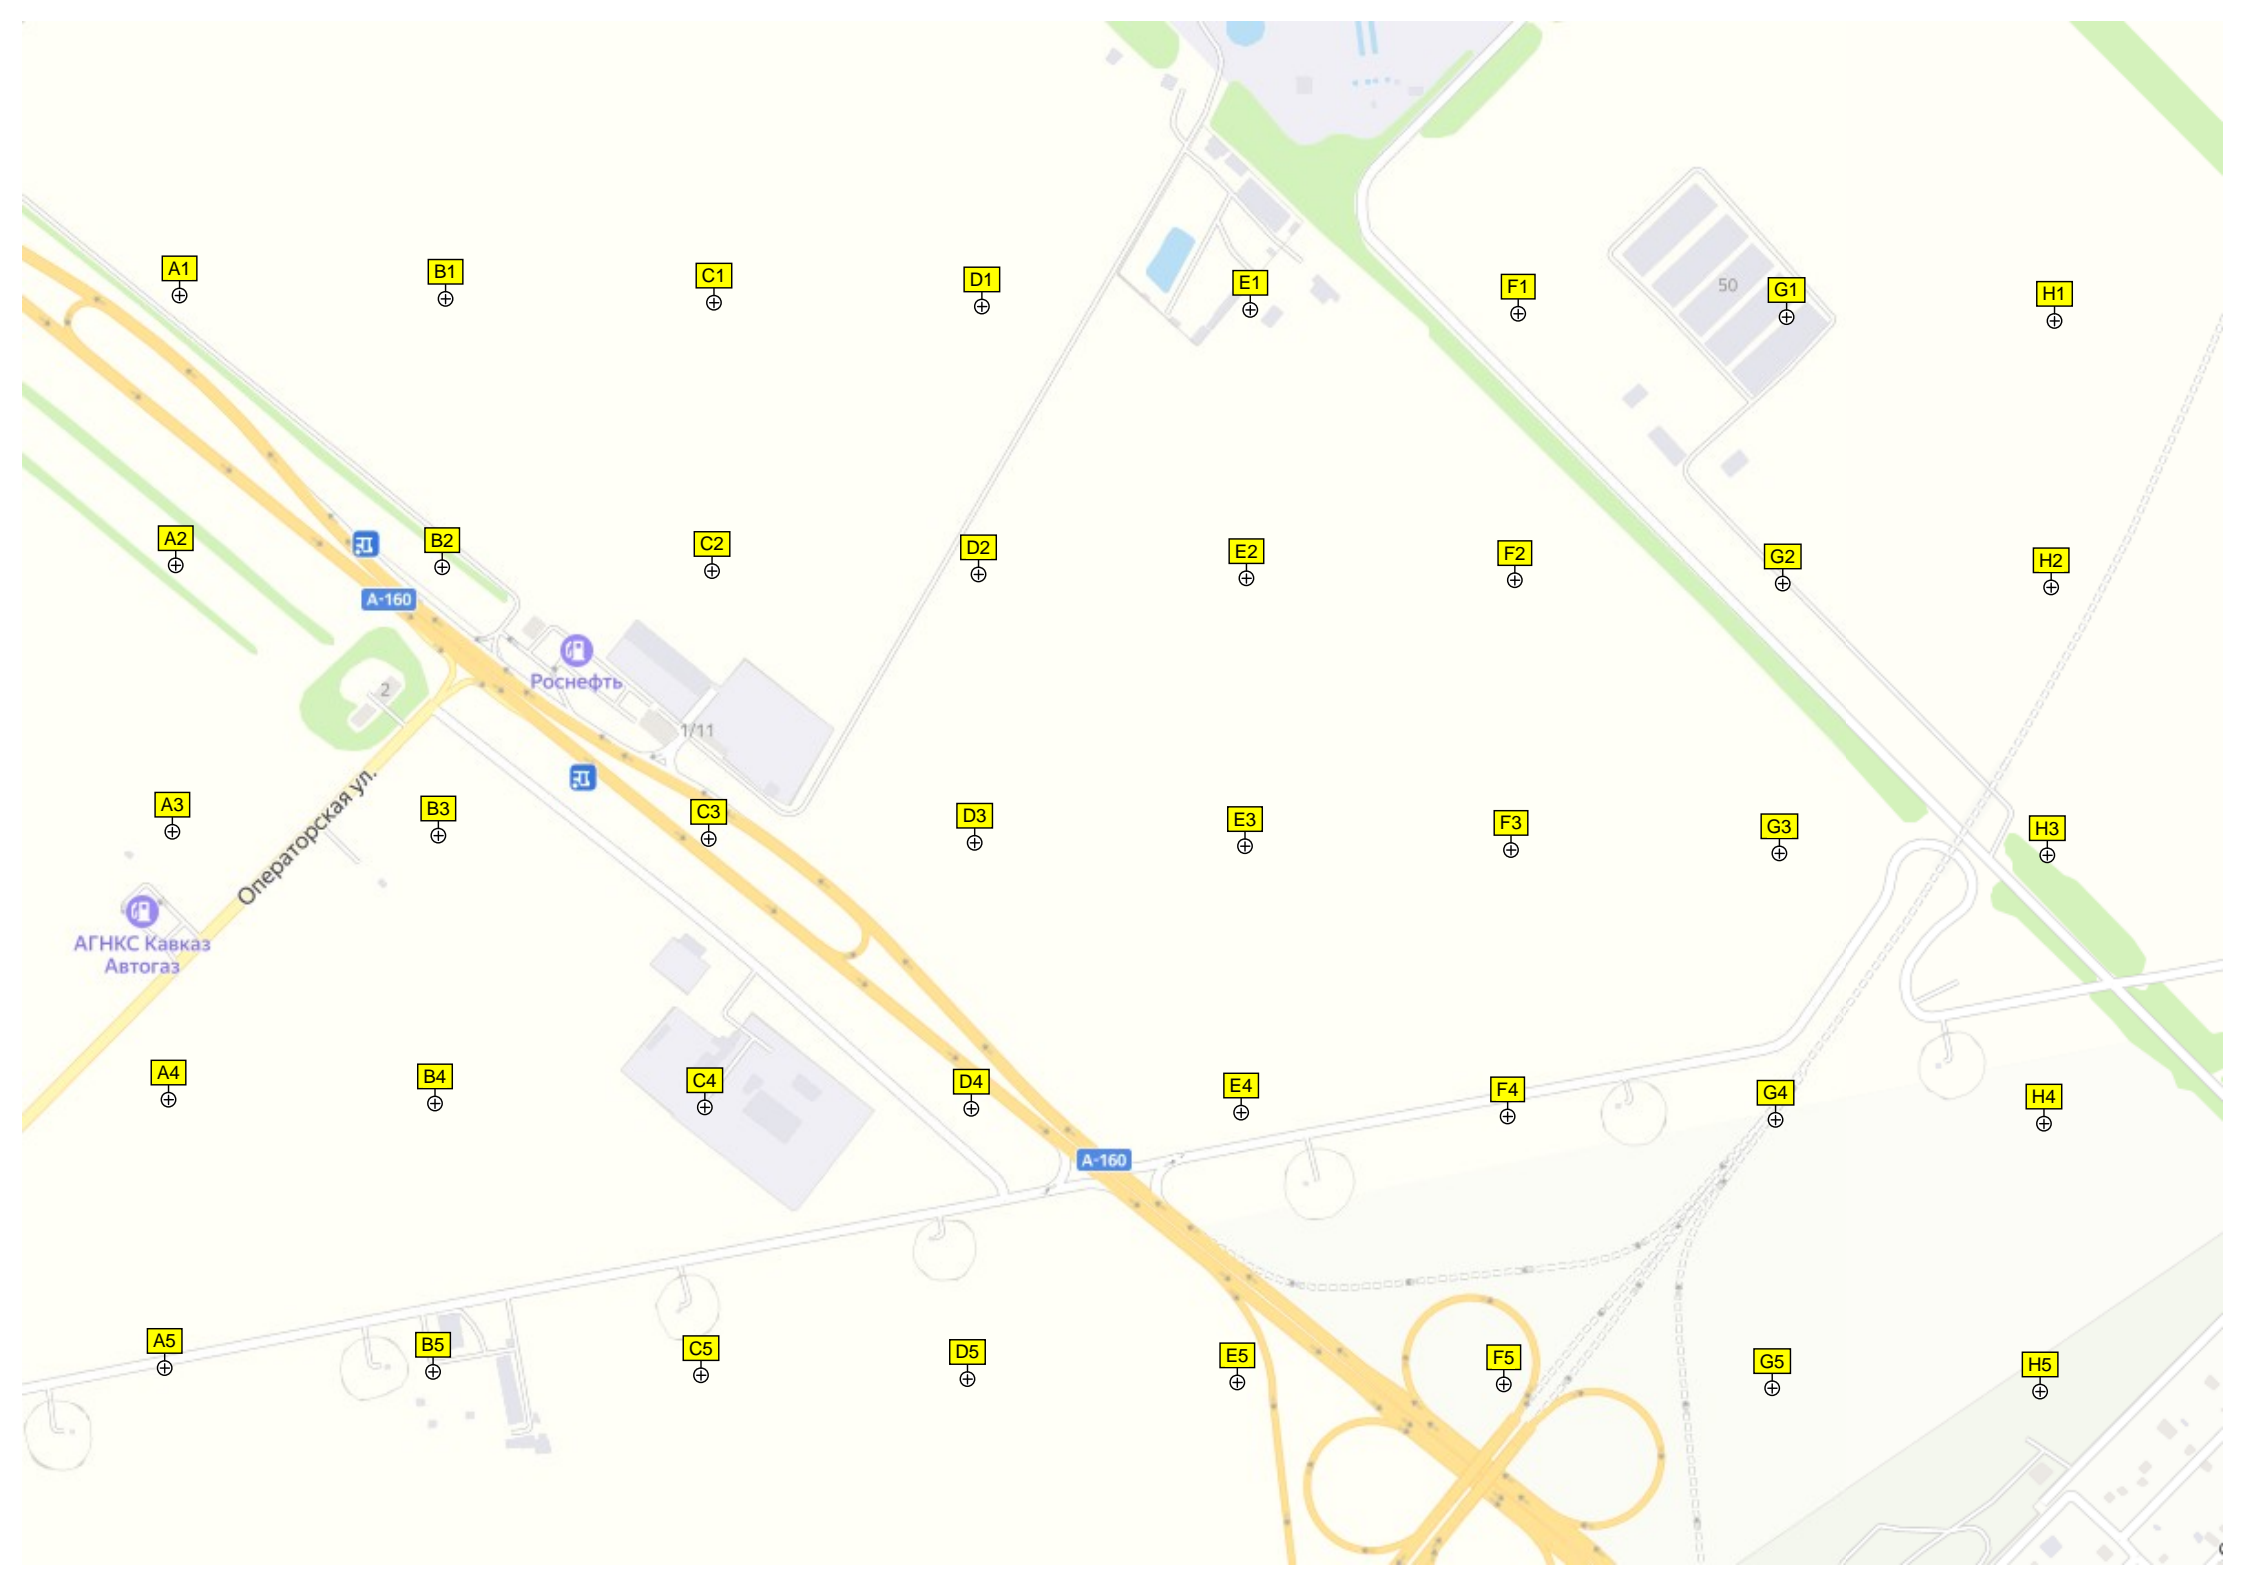 A1
B1
C1
D1
E1
F1
50
G1
H1
A2
B2
C2
D2
E2
F2
G2
H2
А-160
2
Роснефть
1/11
A3
Операторская ул.
B3
C3
D3
E3
F3
G3
H3
АГНКС Кавказ
Автогаз
A4
B4
C4
D4
E4
F4
G4
H4
А-160
A5
B5
C5
D5
E5
F5
G5
H5